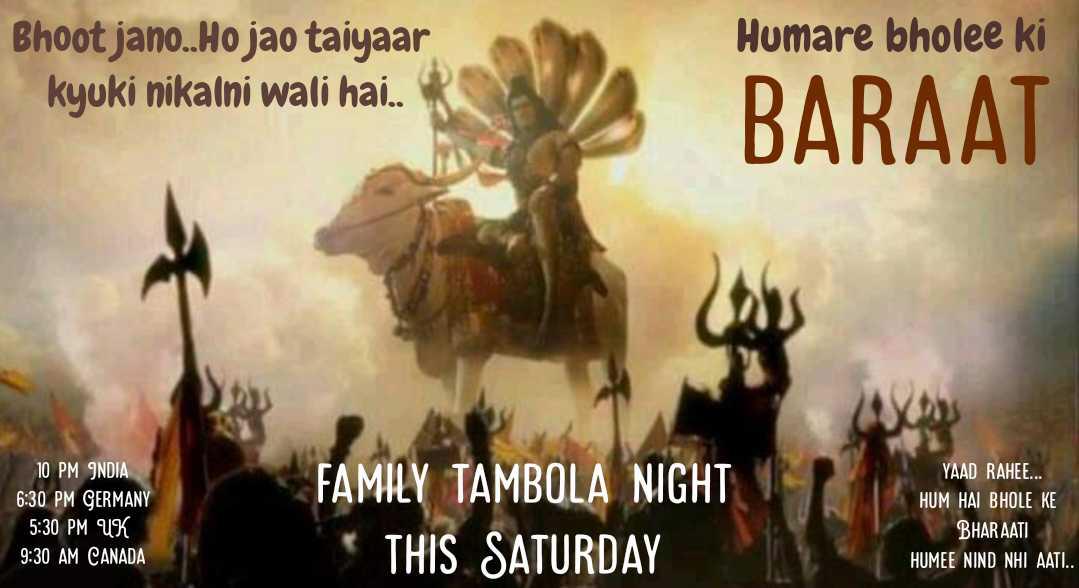 Bhoot jano..Ho jao taiyaar
kyuki nikalni wali hai..
Humare bholee ki
BARAAT
10 PM INDIA
6:30 PM GERMANY
5:30 PM UK
9:30 AM CANADA
FAMILY TAMBOLA NIGHT
THIS SATURDAY
YAAD RAHEE...
HUM HAI BHOLE KE
BHARAATI
HUMEE NIND NHI AATI..